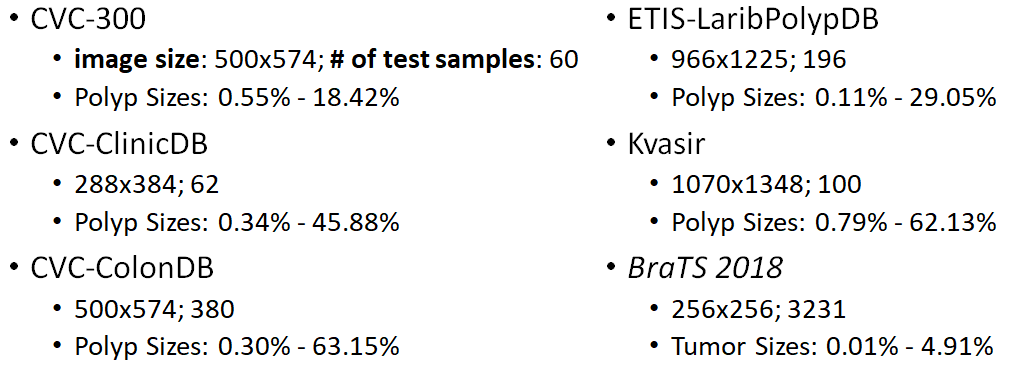 • CVC-300
• image size: 500x574; # of test samples: 60
• Polyp Sizes: 0.55% - 18.42%
• CVC-ClinicDB
• 288x384; 62
• Polyp Sizes: 0.34% - 45.88%
• CVC-ColonDB
• 500x574; 380
• Polyp Sizes: 0.30% - 63.15%
• ETIS-LaribPolypDB
• 966x1225; 196
• Polyp Sizes: 0.11% - 29.05%
• Kvasir
• 1070x1348; 100
• Polyp Sizes: 0.79% - 62.13%
• BraTS 2018
• 256x256; 3231
• Tumor Sizes: 0.01% - 4.91%